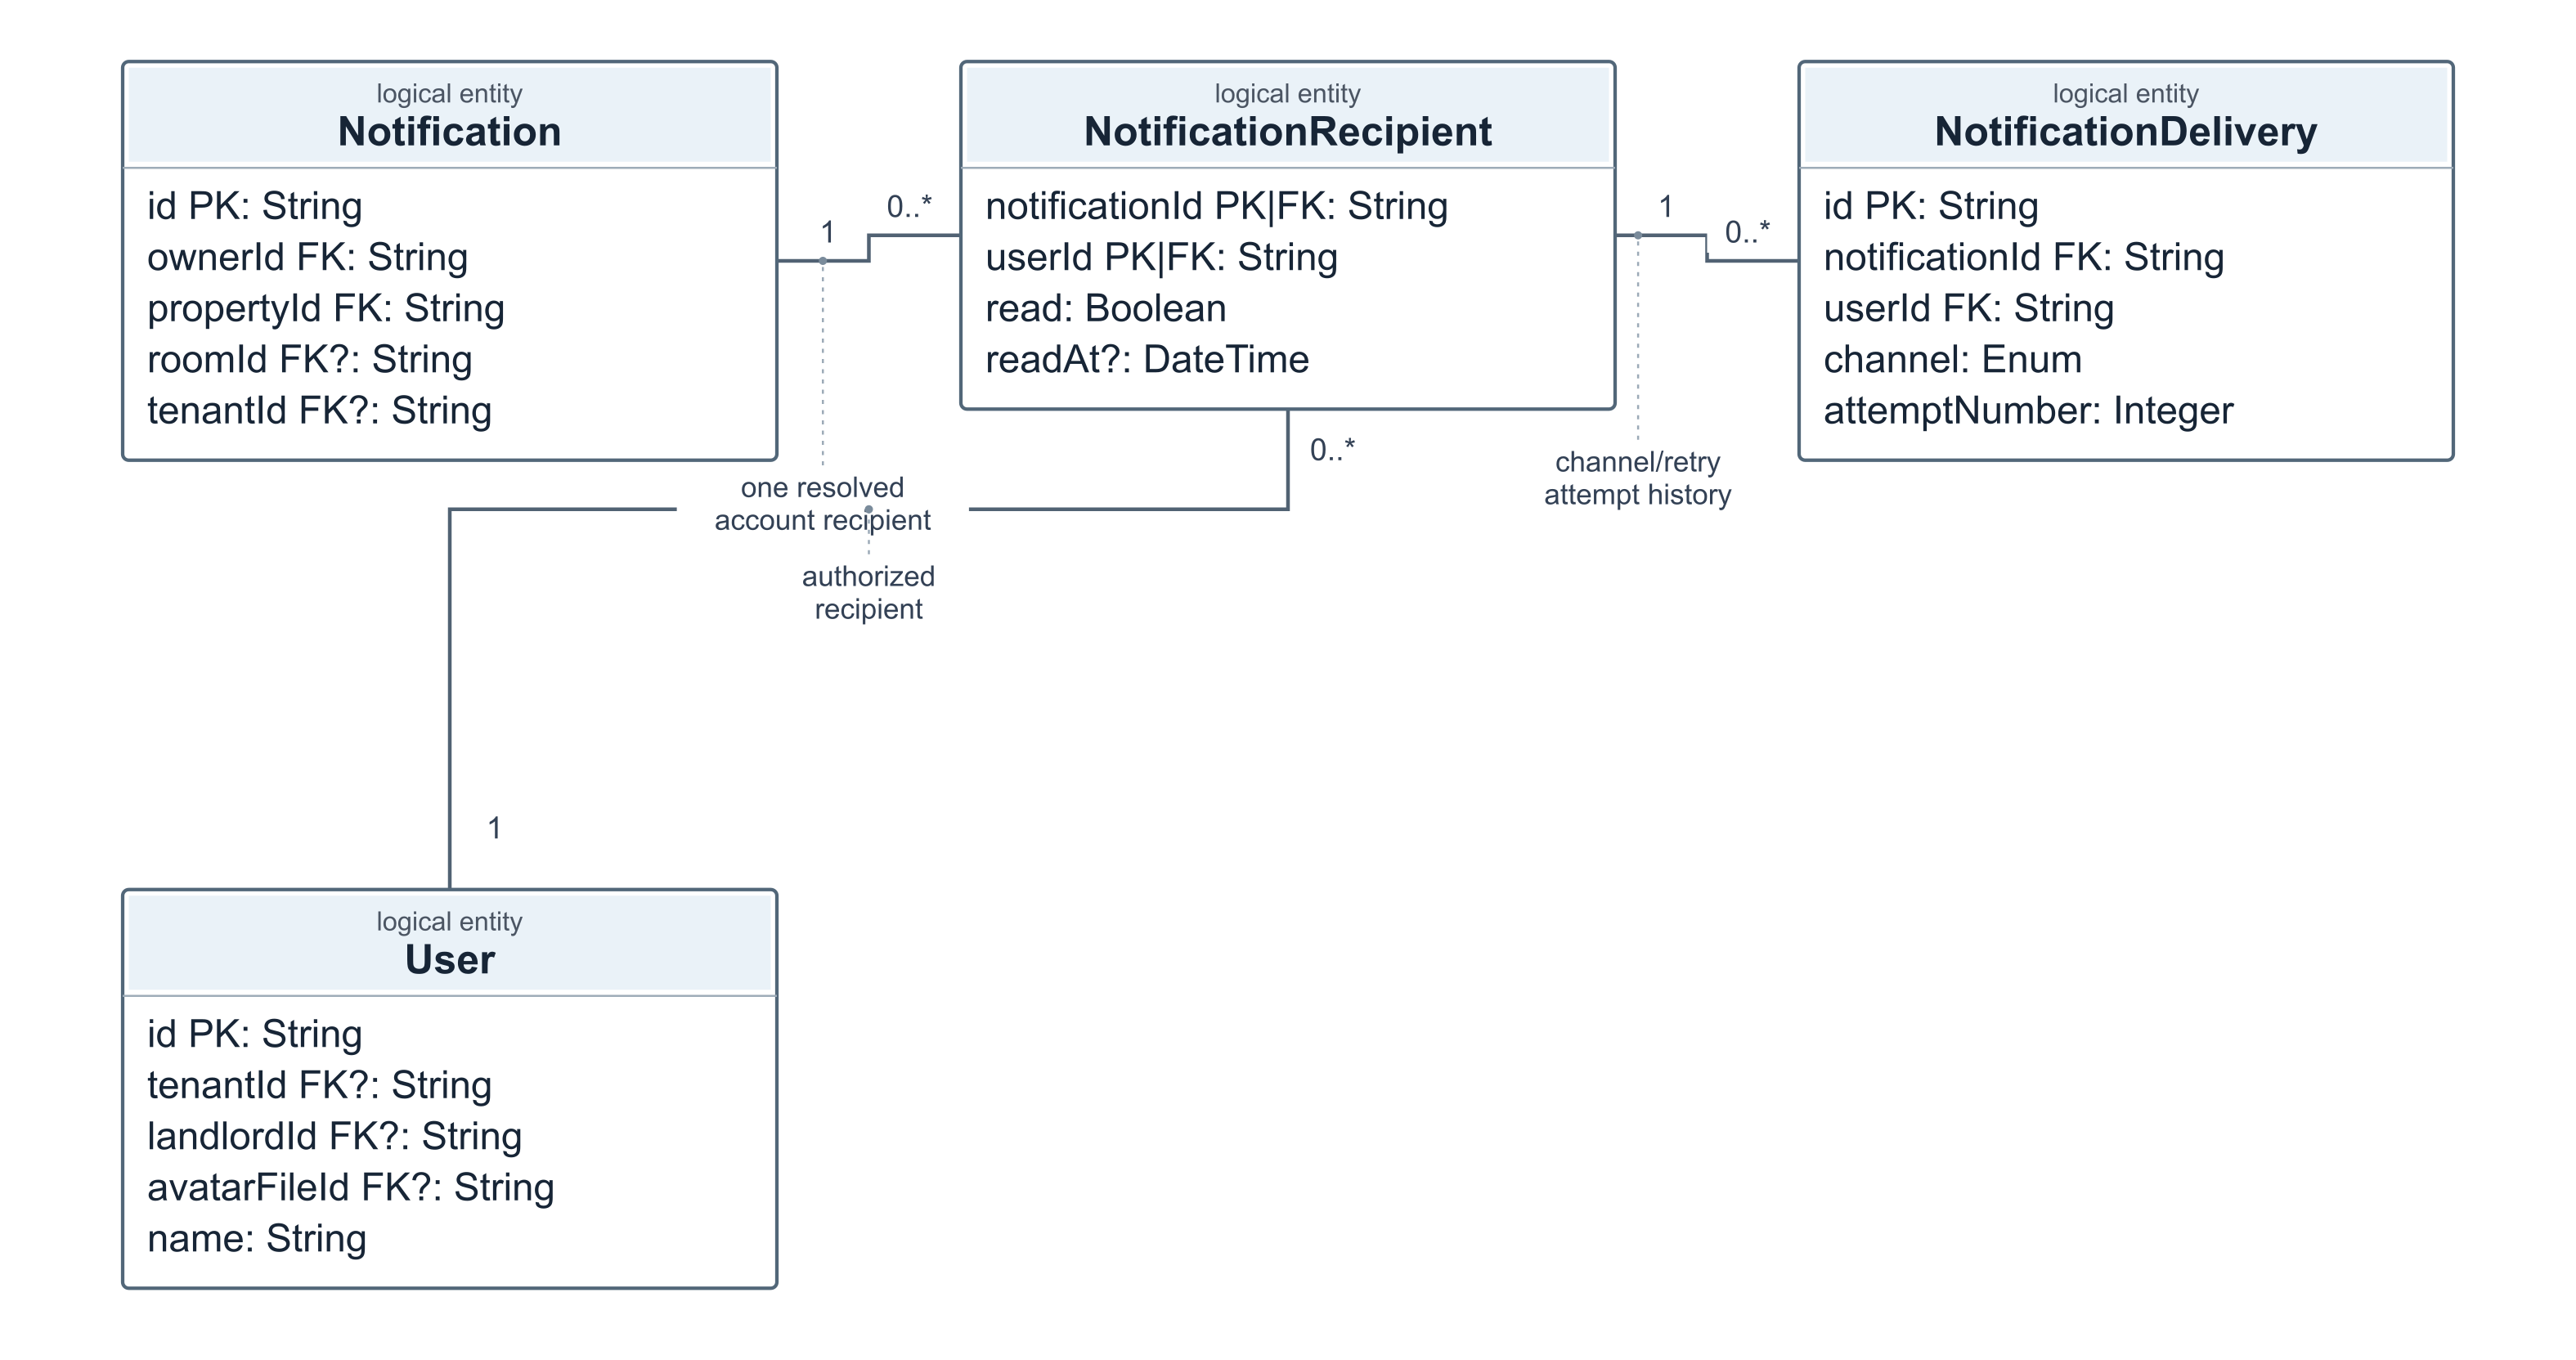 logical entity
Notification
id PK: String
ownerId FK: String
propertyId FK: String
roomId FK?: String
tenantId FK?: String
1
0..*
logical entity
NotificationRecipient
notificationId PK|FK: String
userId PK|FK: String
read: Boolean
readAt?: DateTime
1
0..*
logical entity
NotificationDelivery
id PK: String
notificationId FK: String
userId FK: String
channel: Enum
attemptNumber: Integer
0..*
one resolved
account recipient
channel/retry
attempt history
authorized
recipient
1
logical entity
User
id PK: String
tenantId FK?: String
landlordId FK?: String
avatarFileId FK?: String
name: String